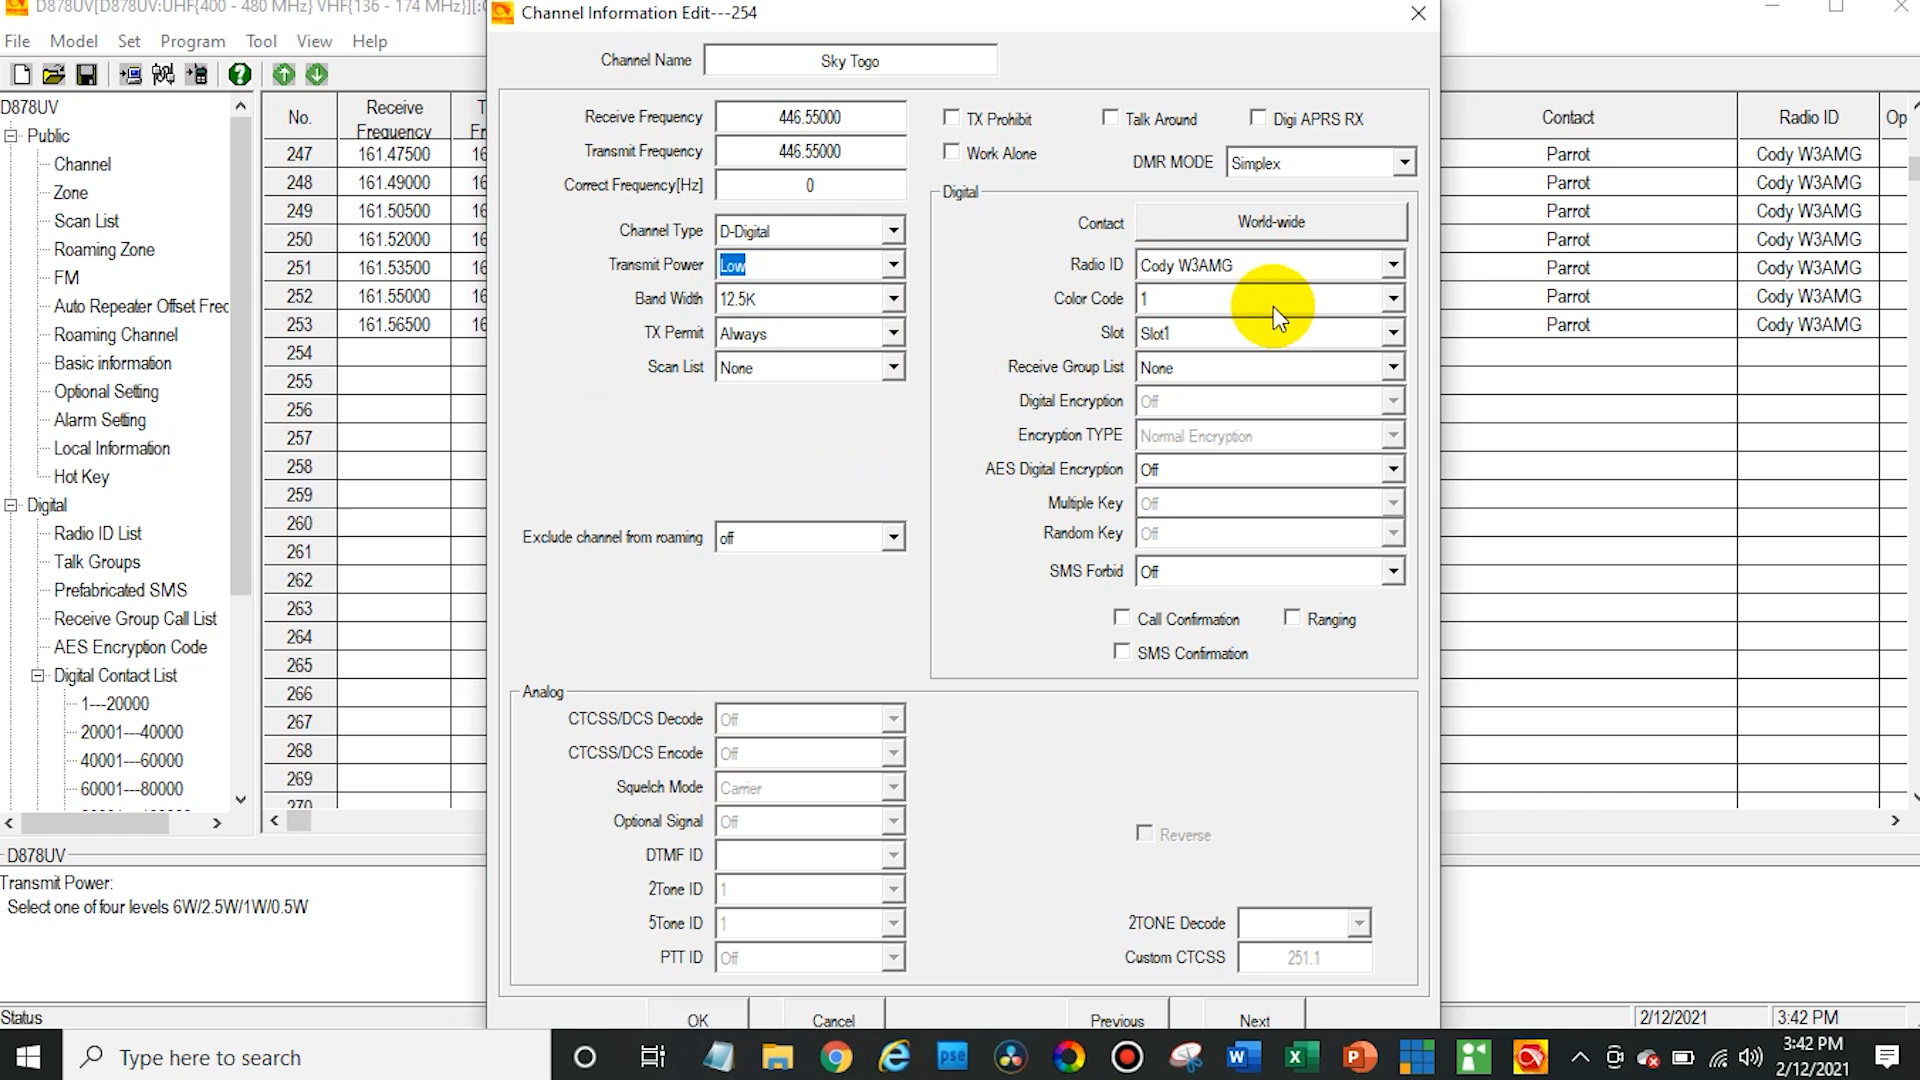 D878UV[D878UV:UHF{400 - 480 MHz} VHF{136 - 174 MHz}][:C
File Model Set Program Tool View Help
D878UV
Public
Channel
Zone
Scan List
Roaming Zone
FM
Auto Repeater Offset Frec
Roaming Channel
Basic information
Optional Setting
Alarm Setting
Local Information
Hot Key
Digital
Radio ID List
Talk Groups
Prefabricated SMS
Receive Group Call List
AES Encryption Code
Digital Contact List
1---20000
20001---40000
40001---60000
60001---80000
No. Receive Frequency T Fr
247 161.47500 16
248 161.49000 16
249 161.50500 16
250 161.52000 16
251 161.53500 16
252 161.55000 16
253 161.56500 16
254
255
256
257
258
259
260
261
262
263
264
265
266
267
268
269
270
Channel Information Edit---254
Channel Name Sky Togo
Receive Frequency 446.55000
Transmit Frequency 446.55000
Correct Frequency[Hz] 0
Channel Type D-Digital
Transmit Power Low
Band Width 12.5K
TX Permit Always
Scan List None
Exclude channel from roaming off
TX Prohibit Talk Around Digi APRS RX
Work Alone DMR MODE Simplex
Digital
Contact World-wide
Radio ID Cody W3AMG
Color Code 1
Slot Slot1
Receive Group List None
Digital Encryption Off
Encryption TYPE Normal Encryption
AES Digital Encryption Off
Multiple Key Off
Random Key Off
SMS Forbid Off
Call Confirmation Ranging
SMS Confirmation
Analog
CTCSS/DCS Decode Off
CTCSS/DCS Encode Off
Squelch Mode Carrier
Optional Signal Off
DTMF ID
2Tone ID 1
5Tone ID 1
PTT ID Off
Reverse
2TONE Decode
Custom CTCSS 251.1
OK Cancel Previous Next
Contact Radio ID Op
Parrot Cody W3AMG
Parrot Cody W3AMG
Parrot Cody W3AMG
Parrot Cody W3AMG
Parrot Cody W3AMG
Parrot Cody W3AMG
Parrot Cody W3AMG
D878UV
Transmit Power:
Select one of four levels 6W/2.5W/1W/0.5W
Status
2/12/2021 3:42 PM
Type here to search
pse
3:42 PM
2/12/2021